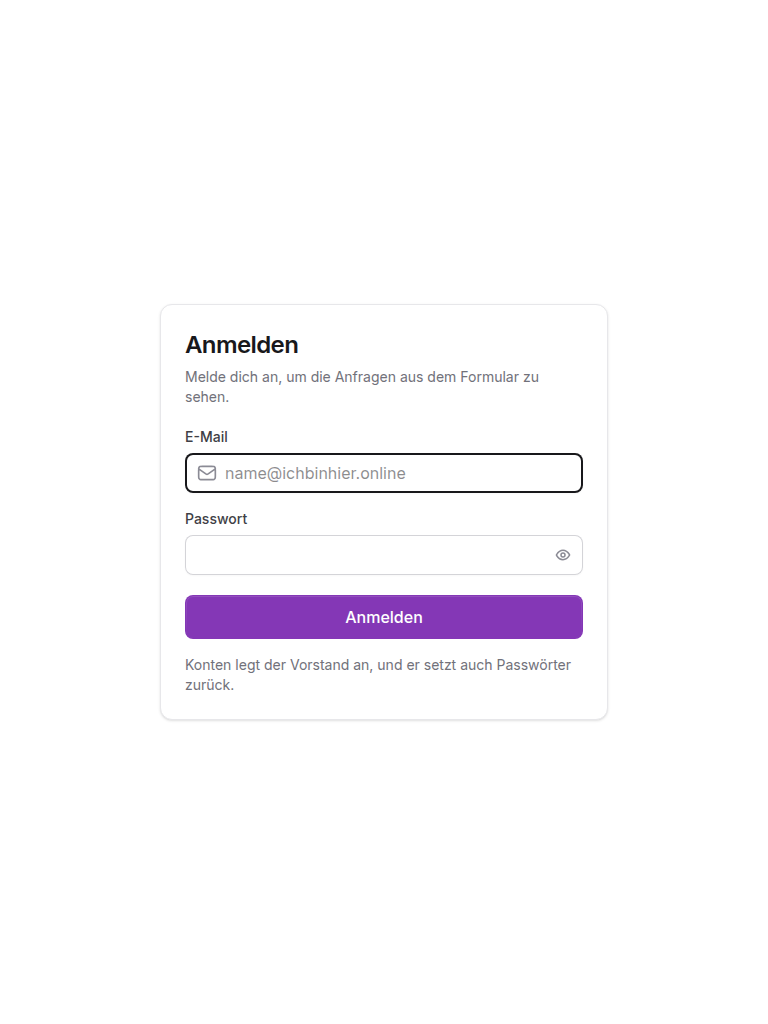 Anmelden
Melde dich an, um die Anfragen aus dem Formular zu
sehen.
E-Mail
name@ichbinhier.online
Passwort
Anmelden
Konten legt der Vorstand an, und er setzt auch Passwörter
zurück.